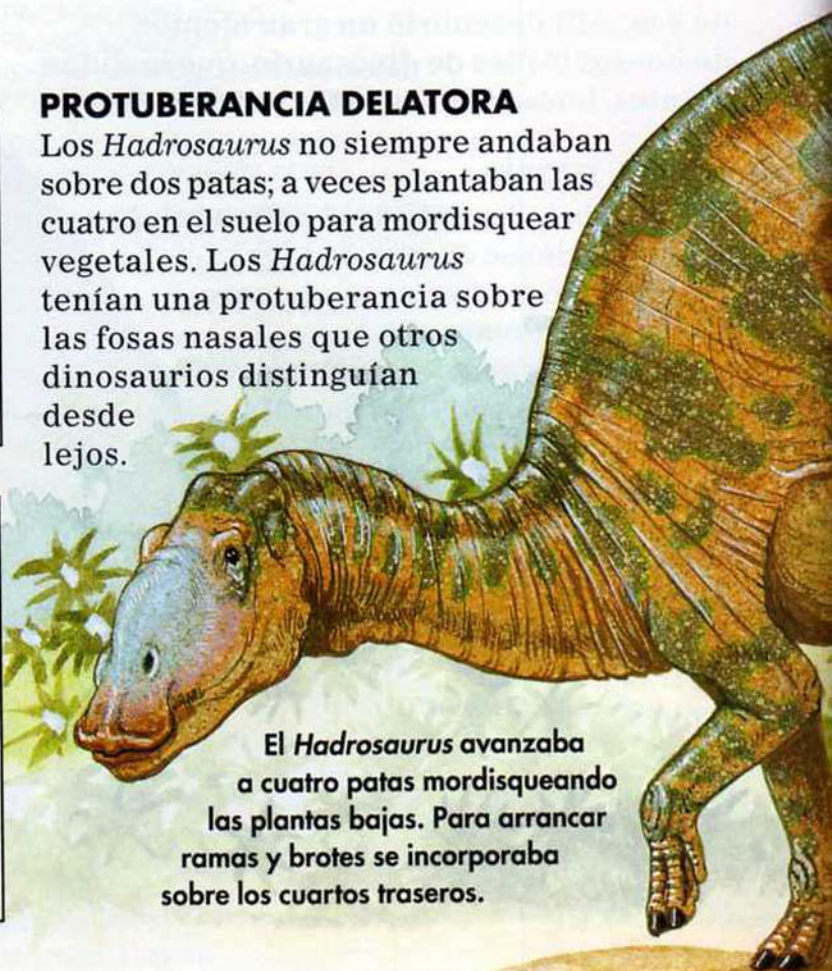 PROTUBERANCIA DELATORA
Los Hadrosaurus no siempre andaban
sobre dos patas; a veces plantaban las
cuatro en el suelo para mordisquear
vegetales. Los Hadrosaurus
tenían una protuberancia sobre
las fosas nasales que otros
dinosaurios distinguían
desde
lejos.
El Hadrosaurus avanzaba
a cuatro patas mordisqueando
las plantas bajas. Para arrancar
ramas y brotes se incorporaba
sobre los cuartos traseros.